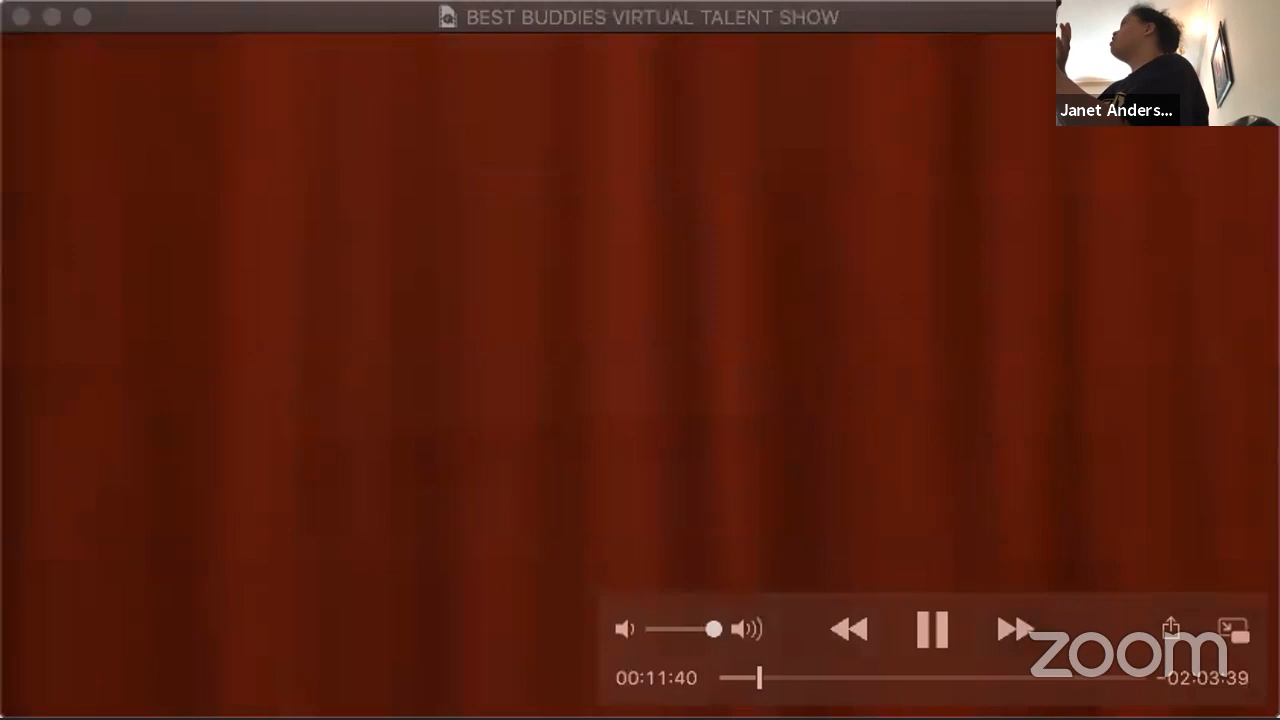 BEST BUDDIES VIRTUAL TALENT SHOW
Janet Anders...
00:11:40
-02:03:39
zoom